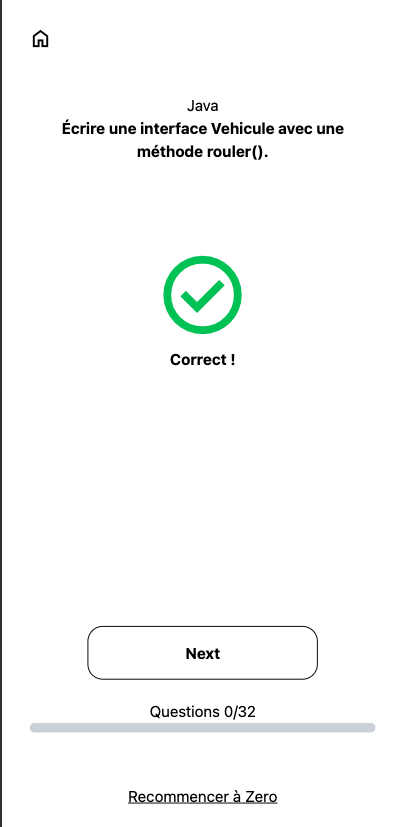 Java
Écrire une interface Vehicule avec une
méthode rouler().
Correct !
Next
Questions 0/32
Recommencer à Zero